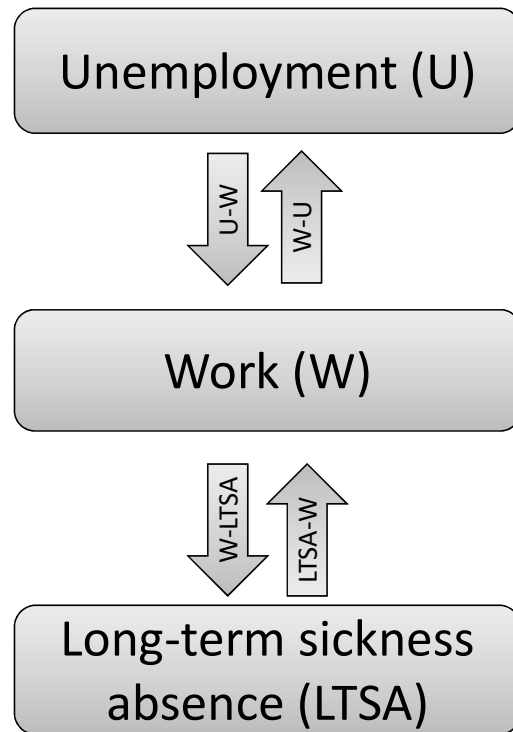 Unemployment (U)
U-W
W-U
Work (W)
W-LTSA
LTSA-W
Long-term sickness
absence (LTSA)